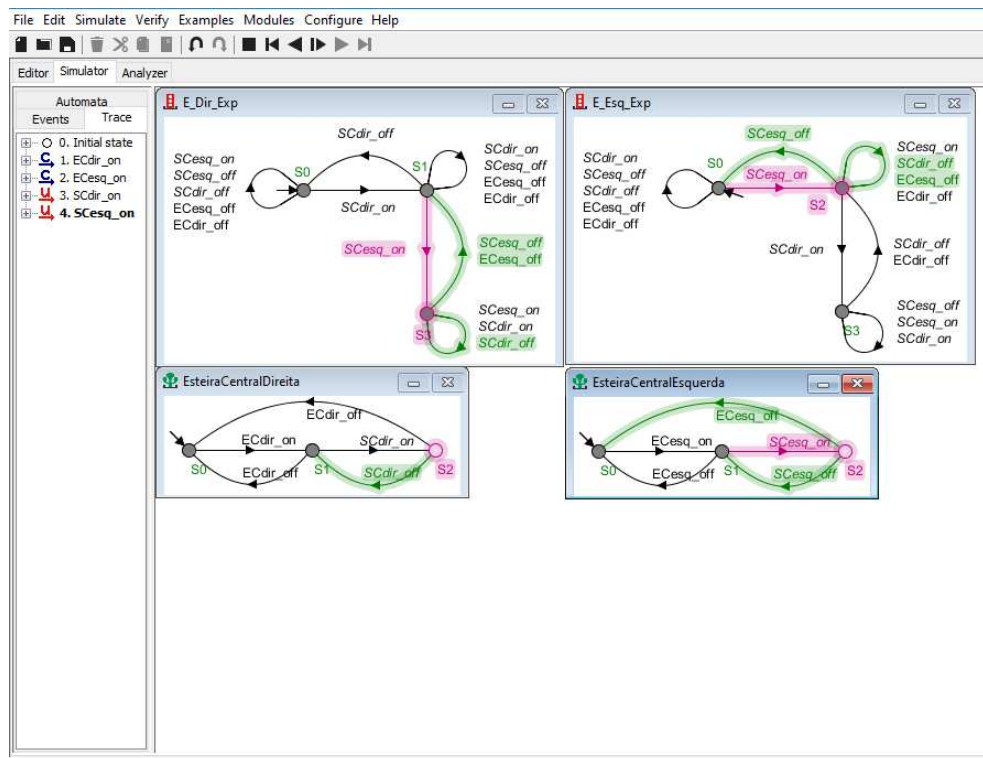 File Edit Simulate Verify Examples Modules Configure Help
Editor Simulator Analyzer
Automata
Events Trace
0. Initial state
1. ECdir_on
2. ECesq_on
3. SCdir_on
4. SCesq_on
E_Dir_Exp
SCdir_off
SCesq_on
SCesq_off
SCdir_off
ECesq_off
ECdir_off
S0
S1
SCdir_on
SCdir_on
SCesq_off
ECesq_off
ECdir_off
SCesq_on
SCesq_off
ECesq_off
S3
SCesq_on
SCdir_on
SCdir_off
E_Esq_Exp
SCesq_off
SCdir_on
SCesq_off
SCdir_off
ECesq_off
ECdir_off
S0
SCesq_on
S2
SCesq_on
SCdir_off
ECesq_off
ECdir_off
SCdir_on
SCdir_off
ECdir_off
S3
SCesq_off
SCesq_on
SCdir_on
EsteiraCentralDireita
ECdir_off
ECdir_on
SCdir_on
S0
ECdir_off
S1
SCdir_off
S2
EsteiraCentralEsquerda
ECesq_off
ECesq_on
SCesq_on
S0
ECesq_off
S1
SCesq_off
S2